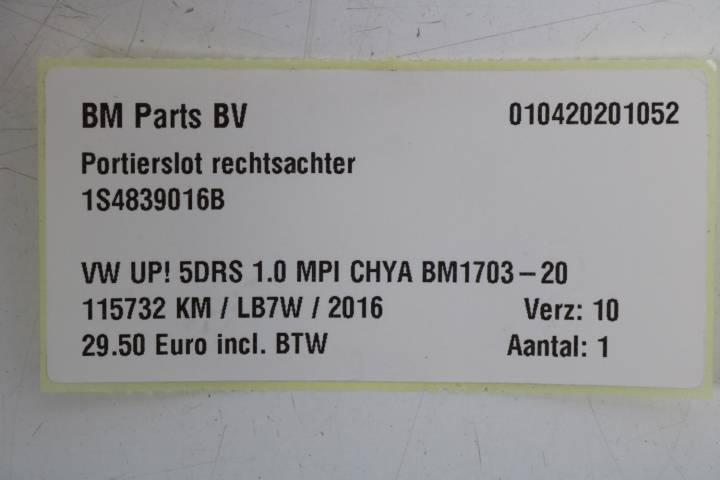 BM Parts BV 010420201052
Portierslot rechtsachter
1S4839016B
VW UP! 5DRS 1.0 MPI CHYA BM1703-20
115732 KM / LB7W / 2016 Verz: 10
29.50 Euro incl. BTW Aantal: 1